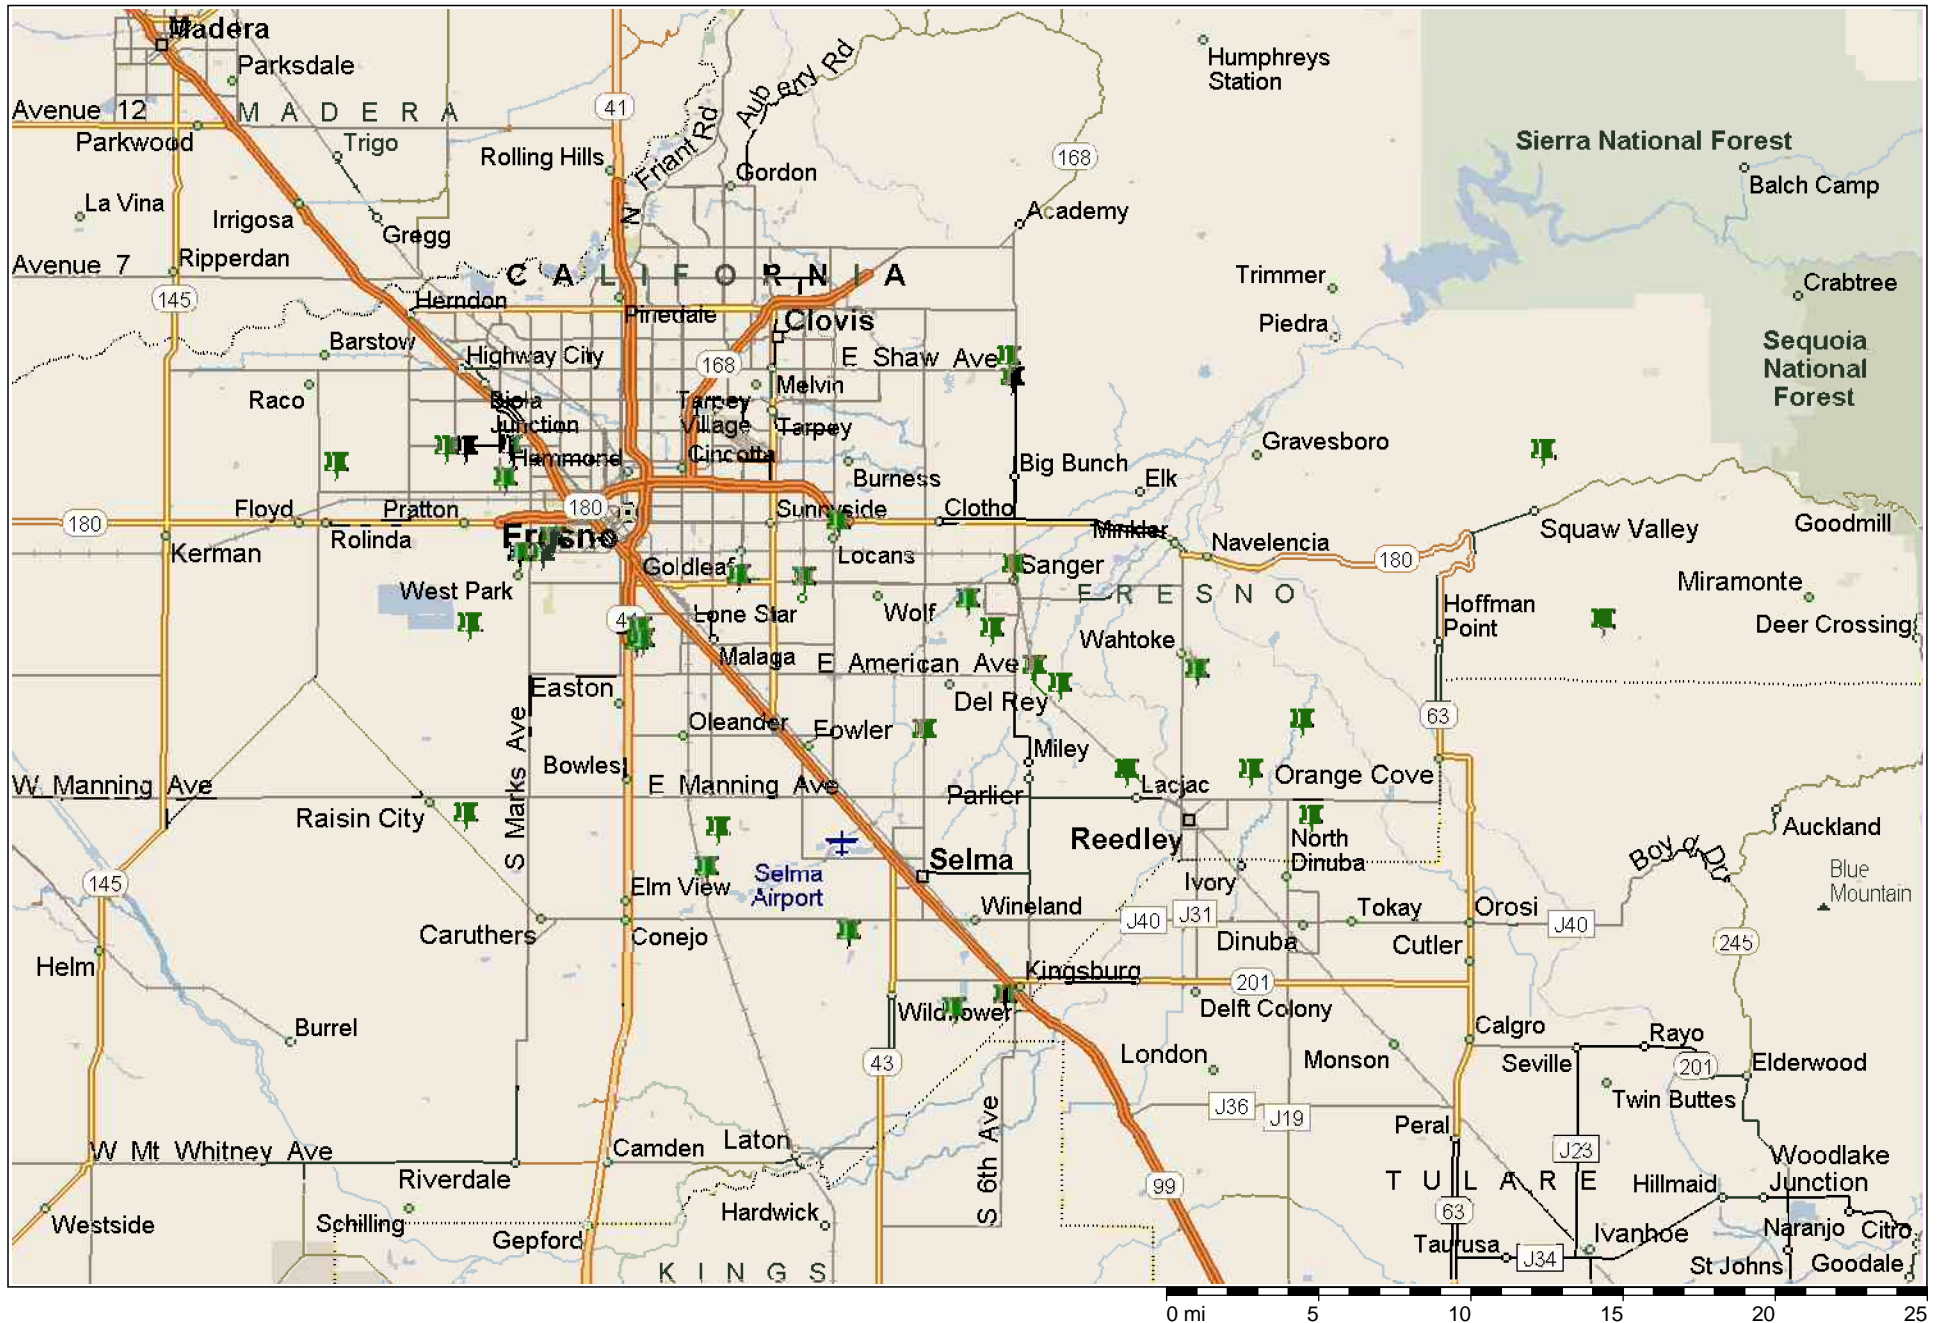 Madera
Parksdale
Humphreys
Station
Auberry Rd
Avenue 12
MADERA
41
Friant Rd
Parkwood
Trigo
Rolling Hills
168
Sierra National Forest
Gordon
Balch Camp
La Vina
Irrigosa
N
Academy
Gregg
Avenue 7
Ripperdan
CALIFORNIA
Trimmer
Crabtree
145
Herndon
Pinedale
Clovis
Piedra
Barstow
Highway City
168
E Shaw Ave
Sequoia
National
Forest
Raco
Melvin
Biola
Junction
Tarpey
Village
Tarpey
Hammond
Cincotta
Gravesboro
Big Bunch
Burness
Elk
180
Floyd
Pratton
180
Sunnyside
Clotho
Minkler
Squaw Valley
Goodmill
Kerman
Rolinda
Fresno
Locans
Navelencia
180
West Park
Goldleaf
Sanger
FRESNO
Miramonte
41
Lone Star
Wolf
Hoffman
Point
Deer Crossing
Wahtoke
Malaga
E American Ave
Easton
Del Rey
63
S Marks Ave
Oleander
Fowler
Miley
Bowles
W Manning Ave
E Manning Ave
Parlier
Lacjac
Orange Cove
Raisin City
Reedley
North
Dinuba
Auckland
Selma
Boyd Dr
145
Selma
Airport
Elm View
Ivory
Blue
Mountain
Wineland
J40
J31
Tokay
Orosi
J40
Caruthers
Conejo
Dinuba
Cutler
245
Helm
Kingsburg
201
Wildflower
Delft Colony
Burrel
Calgro
Rayo
43
London
Monson
Seville
201
Elderwood
Twin Buttes
J36
J19
S 6th Ave
Peral
W Mt Whitney Ave
Camden
Laton
J23
Woodlake
Junction
Riverdale
99
TULARE
Hillmaid
Westside
Schilling
Hardwick
63
Gepford
Taurusa
J34
Ivanhoe
Naranjo
Citro
St Johns
Goodale
KINGS
0 mi 5 10 15 20 25